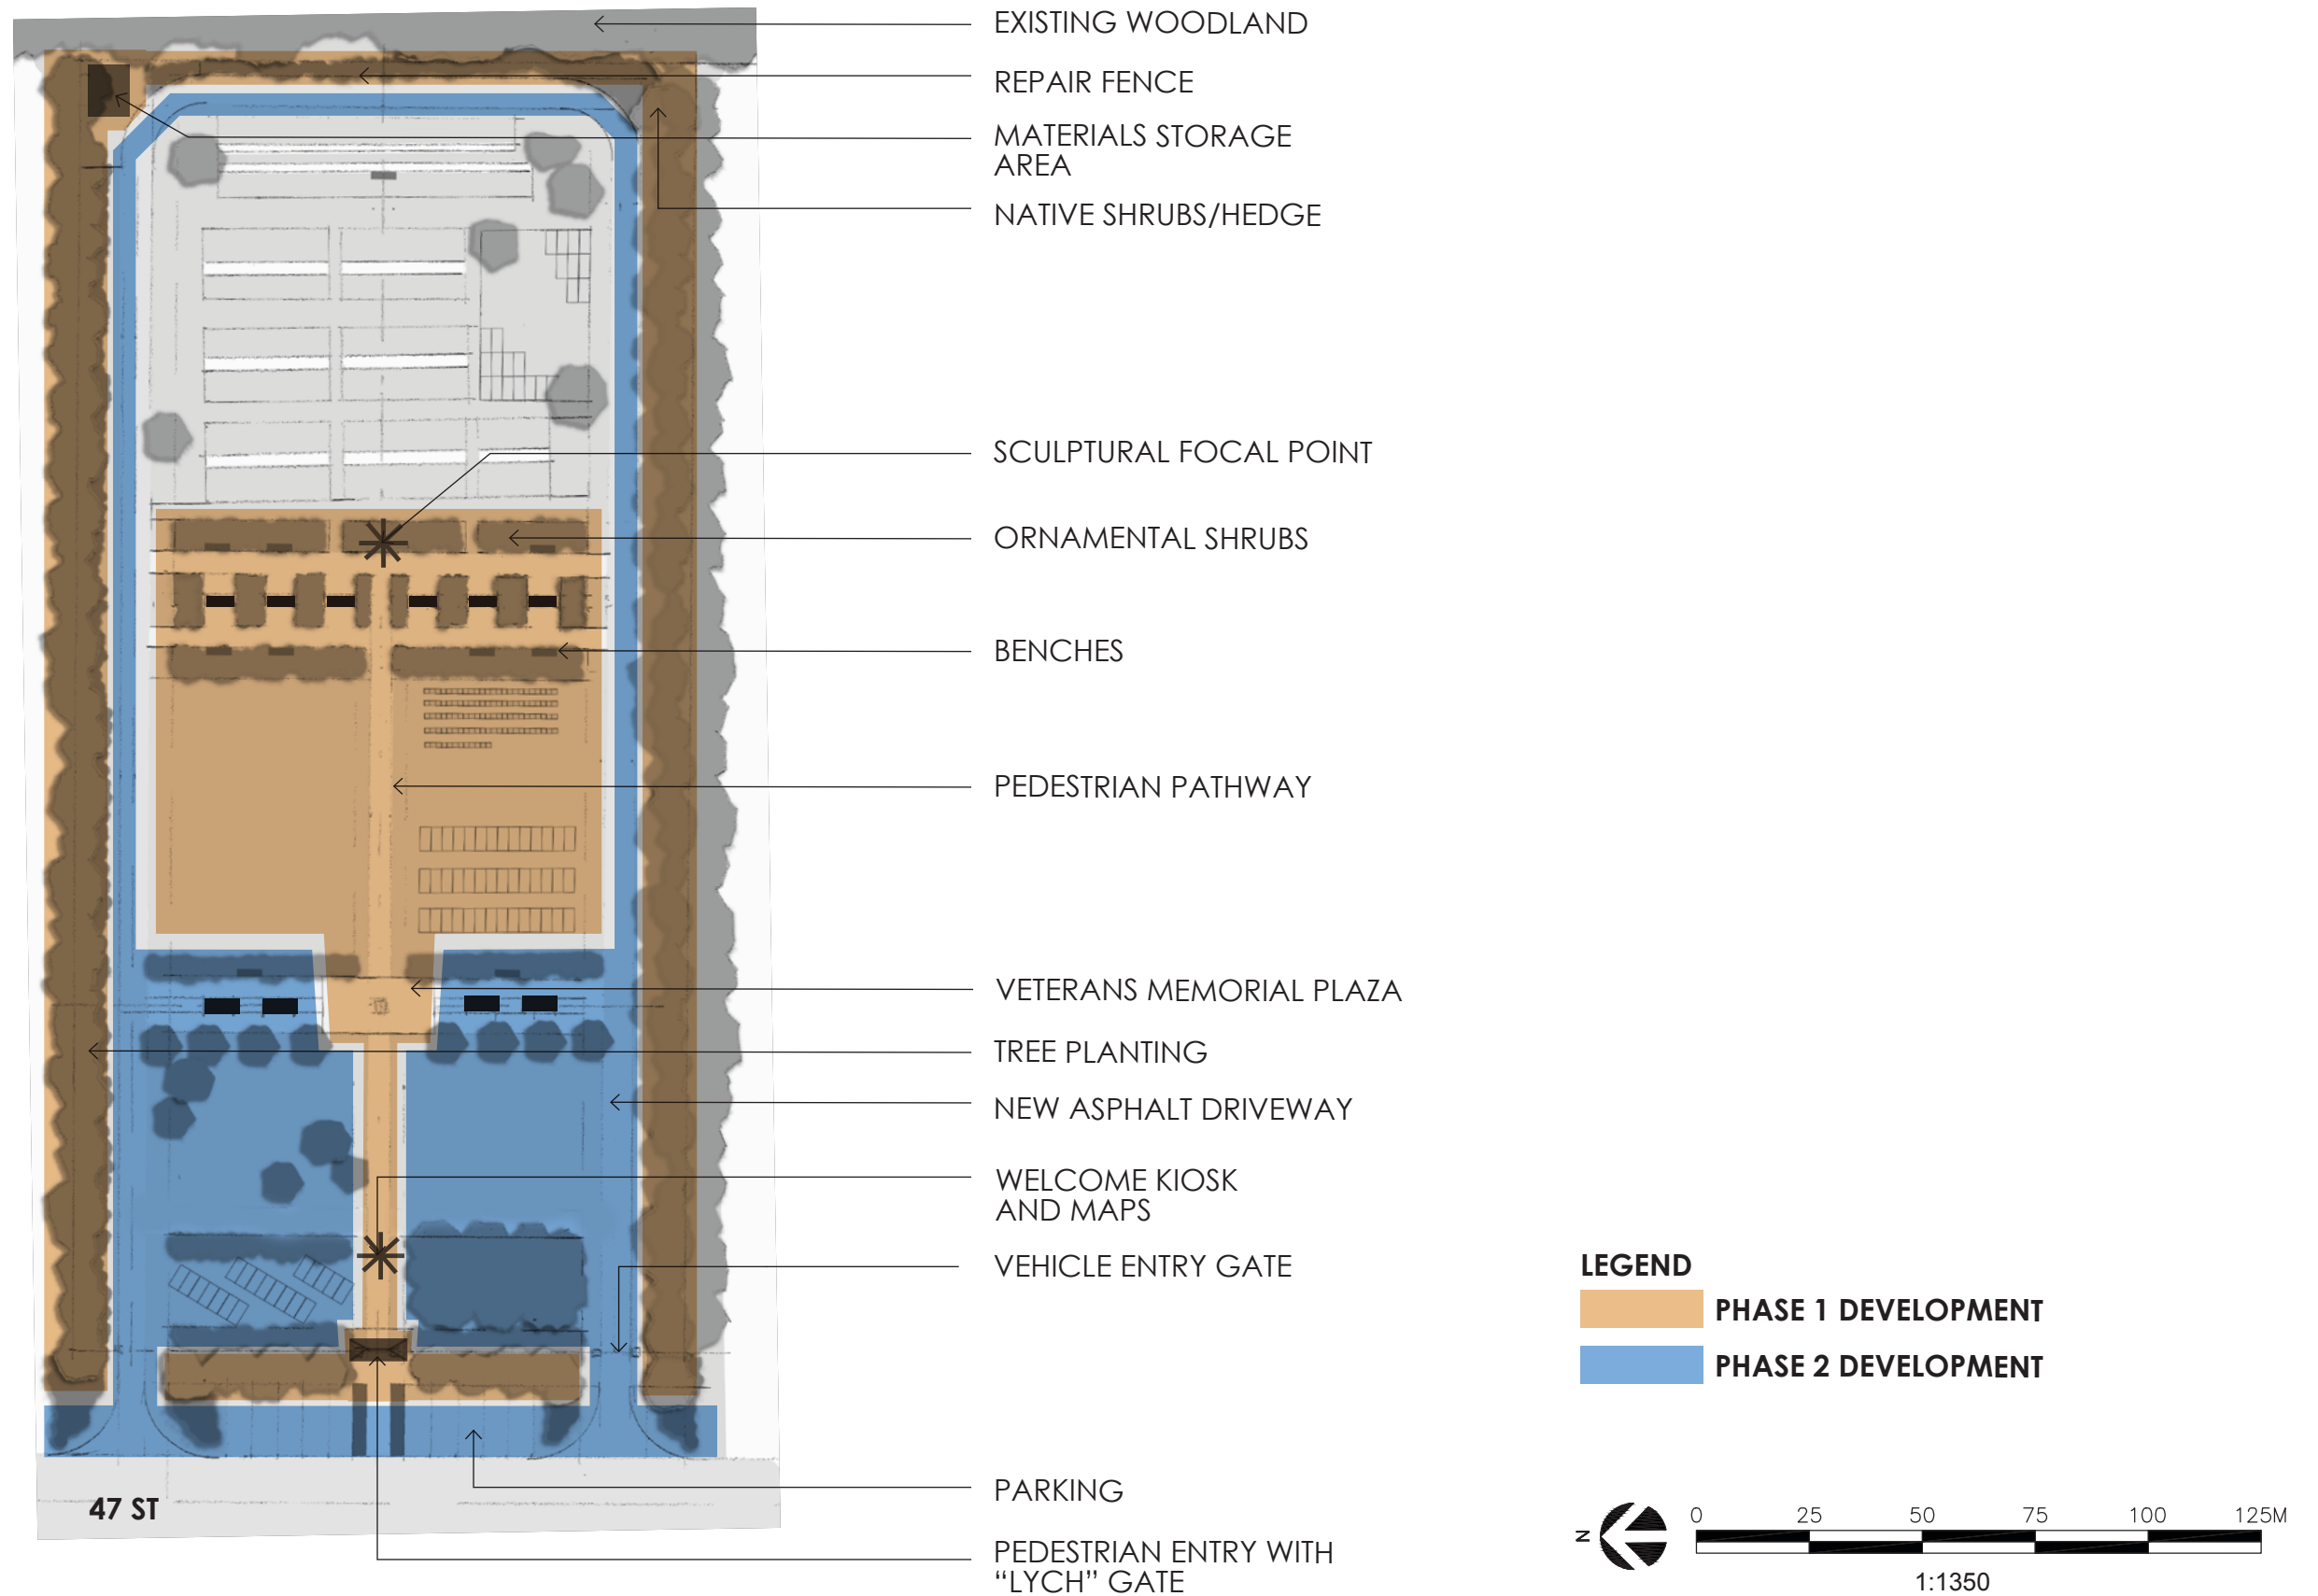 EXISTING WOODLAND
REPAIR FENCE
MATERIALS STORAGE
AREA
NATIVE SHRUBS/HEDGE
SCULPTURAL FOCAL POINT
ORNAMENTAL SHRUBS
BENCHES
PEDESTRIAN PATHWAY
VETERANS MEMORIAL PLAZA
TREE PLANTING
NEW ASPHALT DRIVEWAY
WELCOME KIOSK
AND MAPS
VEHICLE ENTRY GATE
PARKING
PEDESTRIAN ENTRY WITH
“LYCH” GATE
47 ST
LEGEND
PHASE 1 DEVELOPMENT
PHASE 2 DEVELOPMENT
N
0 25 50 75 100 125M
1:1350